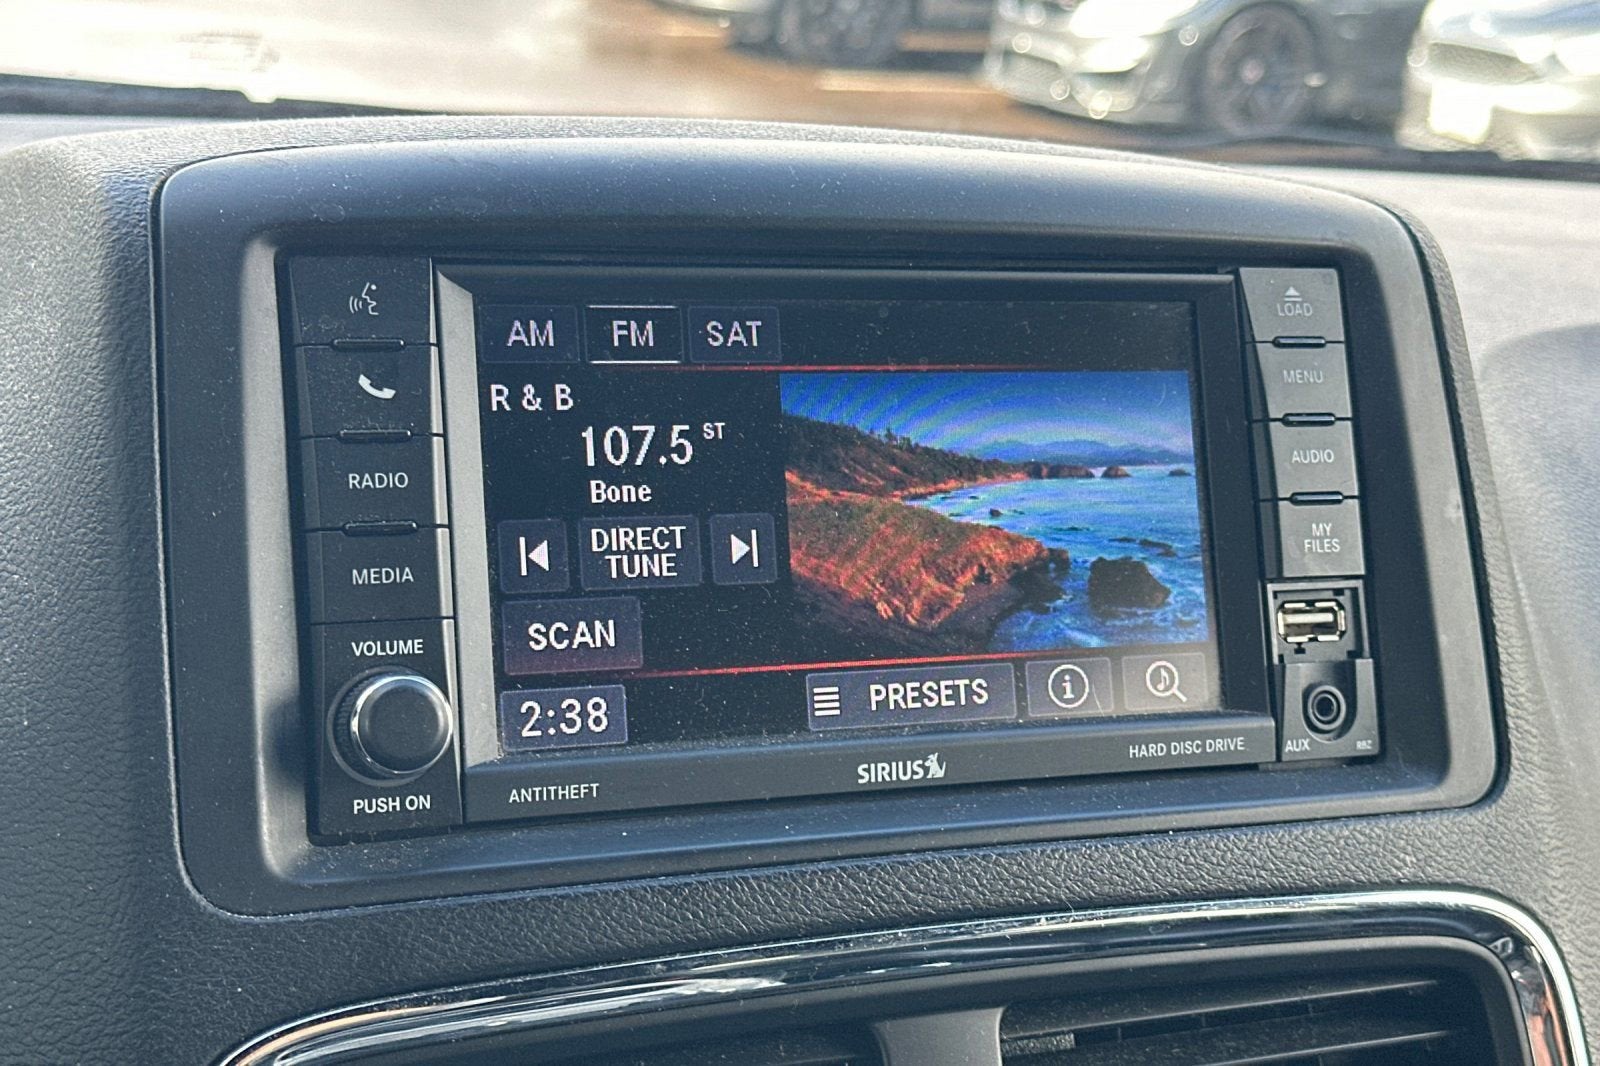 AM FM SAT
R & B
107.5 ST
Bone
DIRECT
TUNE
SCAN
2:38
PRESETS
RADIO
MEDIA
VOLUME
PUSH ON
LOAD
MENU
AUDIO
MY
FILES
AUX
RBZ
ANTITHEFT
SIRIUS
HARD DISC DRIVE